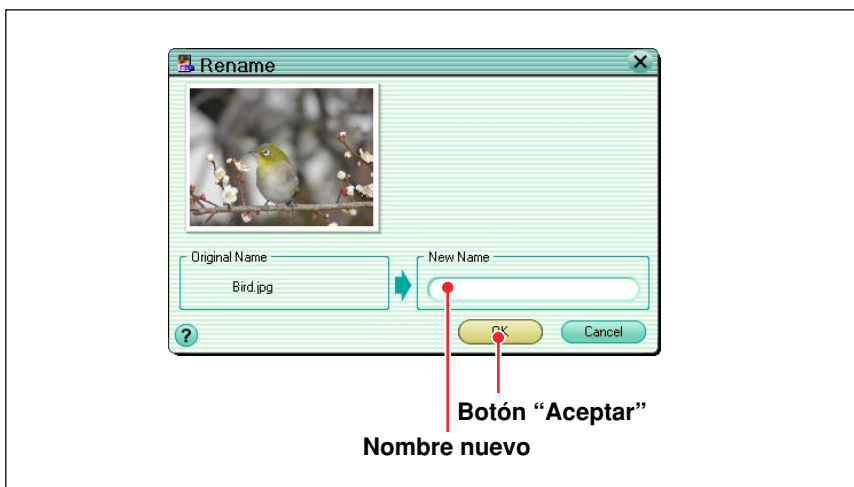 Rename
Original Name
New Name
Bird.jpg
?
OK
Cancel
Botón “Aceptar”
Nombre nuevo